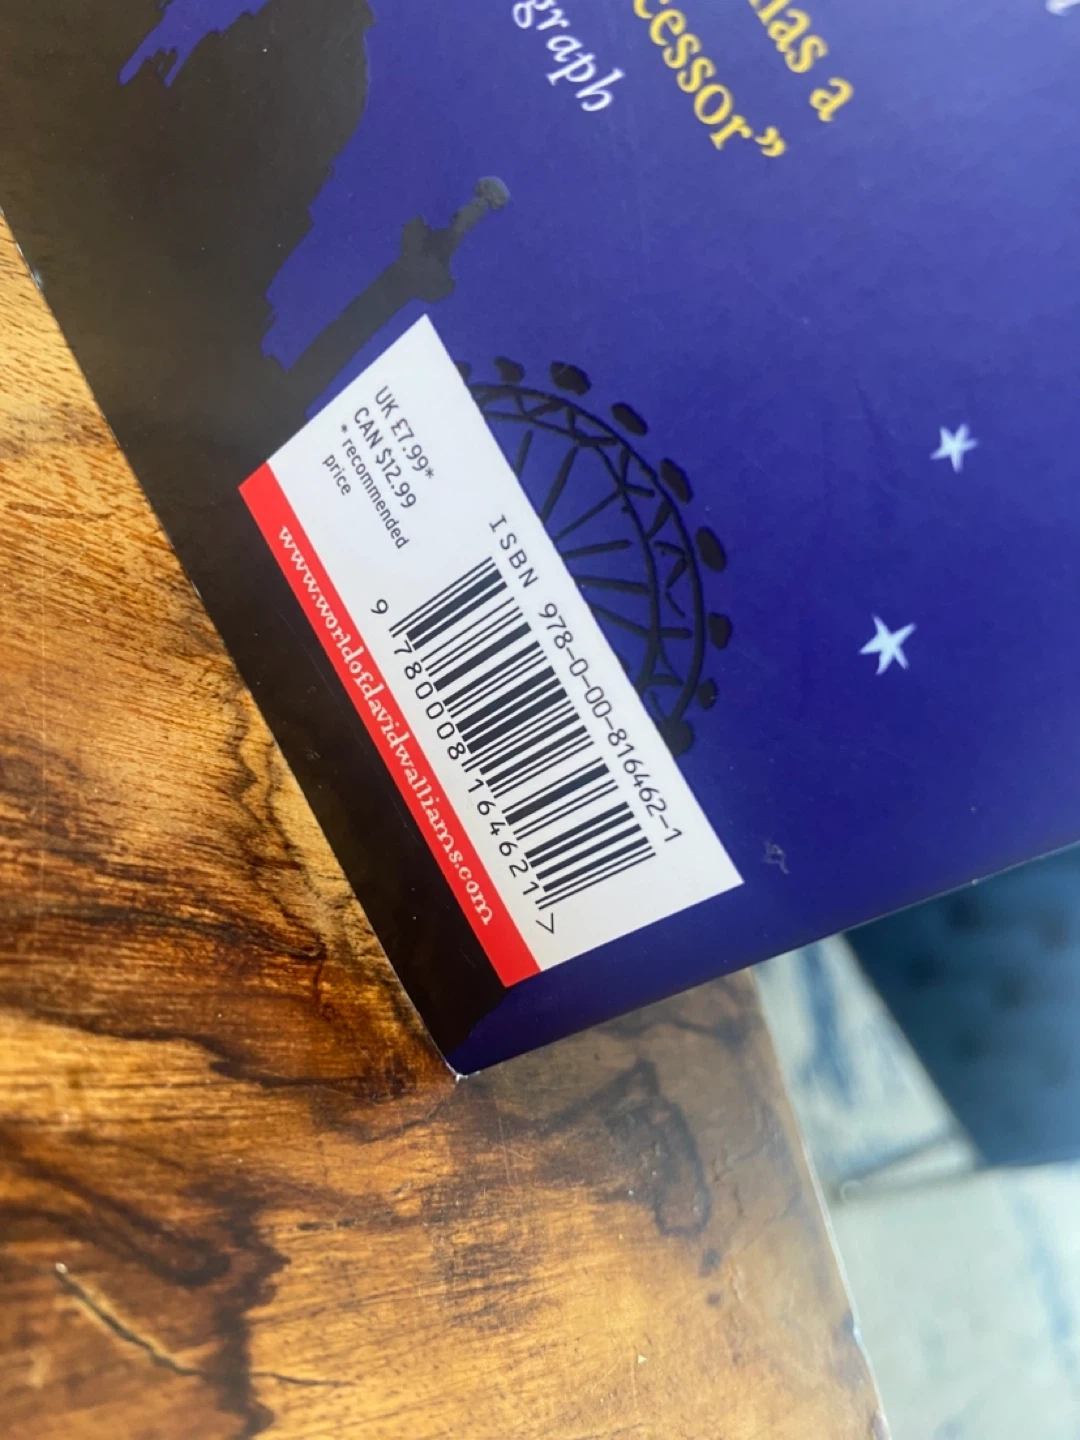 has a
cessor”
graph
UK £7.99*
CAN $12.99
* recommended
price
ISBN 978-0-00-816462-1
9 780008 164621 >
www.worldofdavidwalliams.com